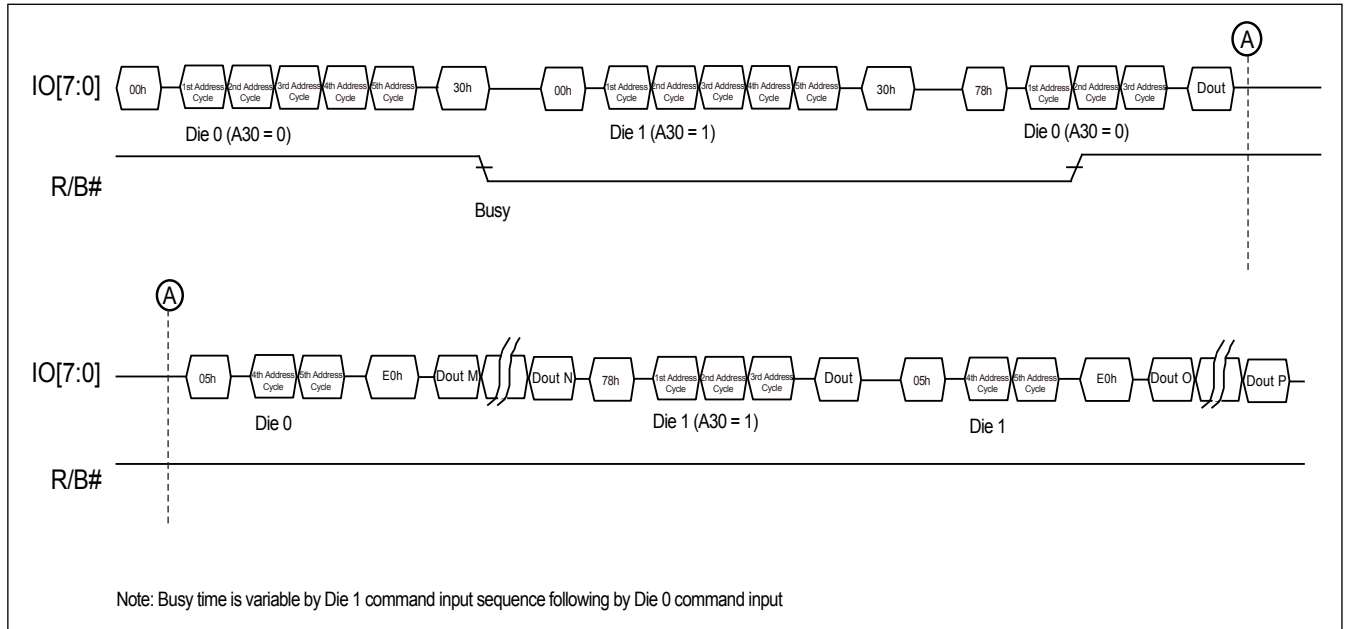 A
IO[7:0] 00h 1st Address Cycle 2nd Address Cycle 3rd Address Cycle 4th Address Cycle 5th Address Cycle 30h 00h 1st Address Cycle 2nd Address Cycle 3rd Address Cycle 4th Address Cycle 5th Address Cycle 30h 78h 1st Address Cycle 2nd Address Cycle 3rd Address Cycle Dout
Die 0 (A30 = 0) Die 1 (A30 = 1) Die 0 (A30 = 0)
R/B#
Busy
A
IO[7:0] 05h 4th Address Cycle 5th Address Cycle E0h Dout M Dout N 78h 1st Address Cycle 2nd Address Cycle 3rd Address Cycle Dout 05h 4th Address Cycle 5th Address Cycle E0h Dout O Dout P
Die 0 Die 1 (A30 = 1) Die 1
R/B#
Note: Busy time is variable by Die 1 command input sequence following by Die 0 command input